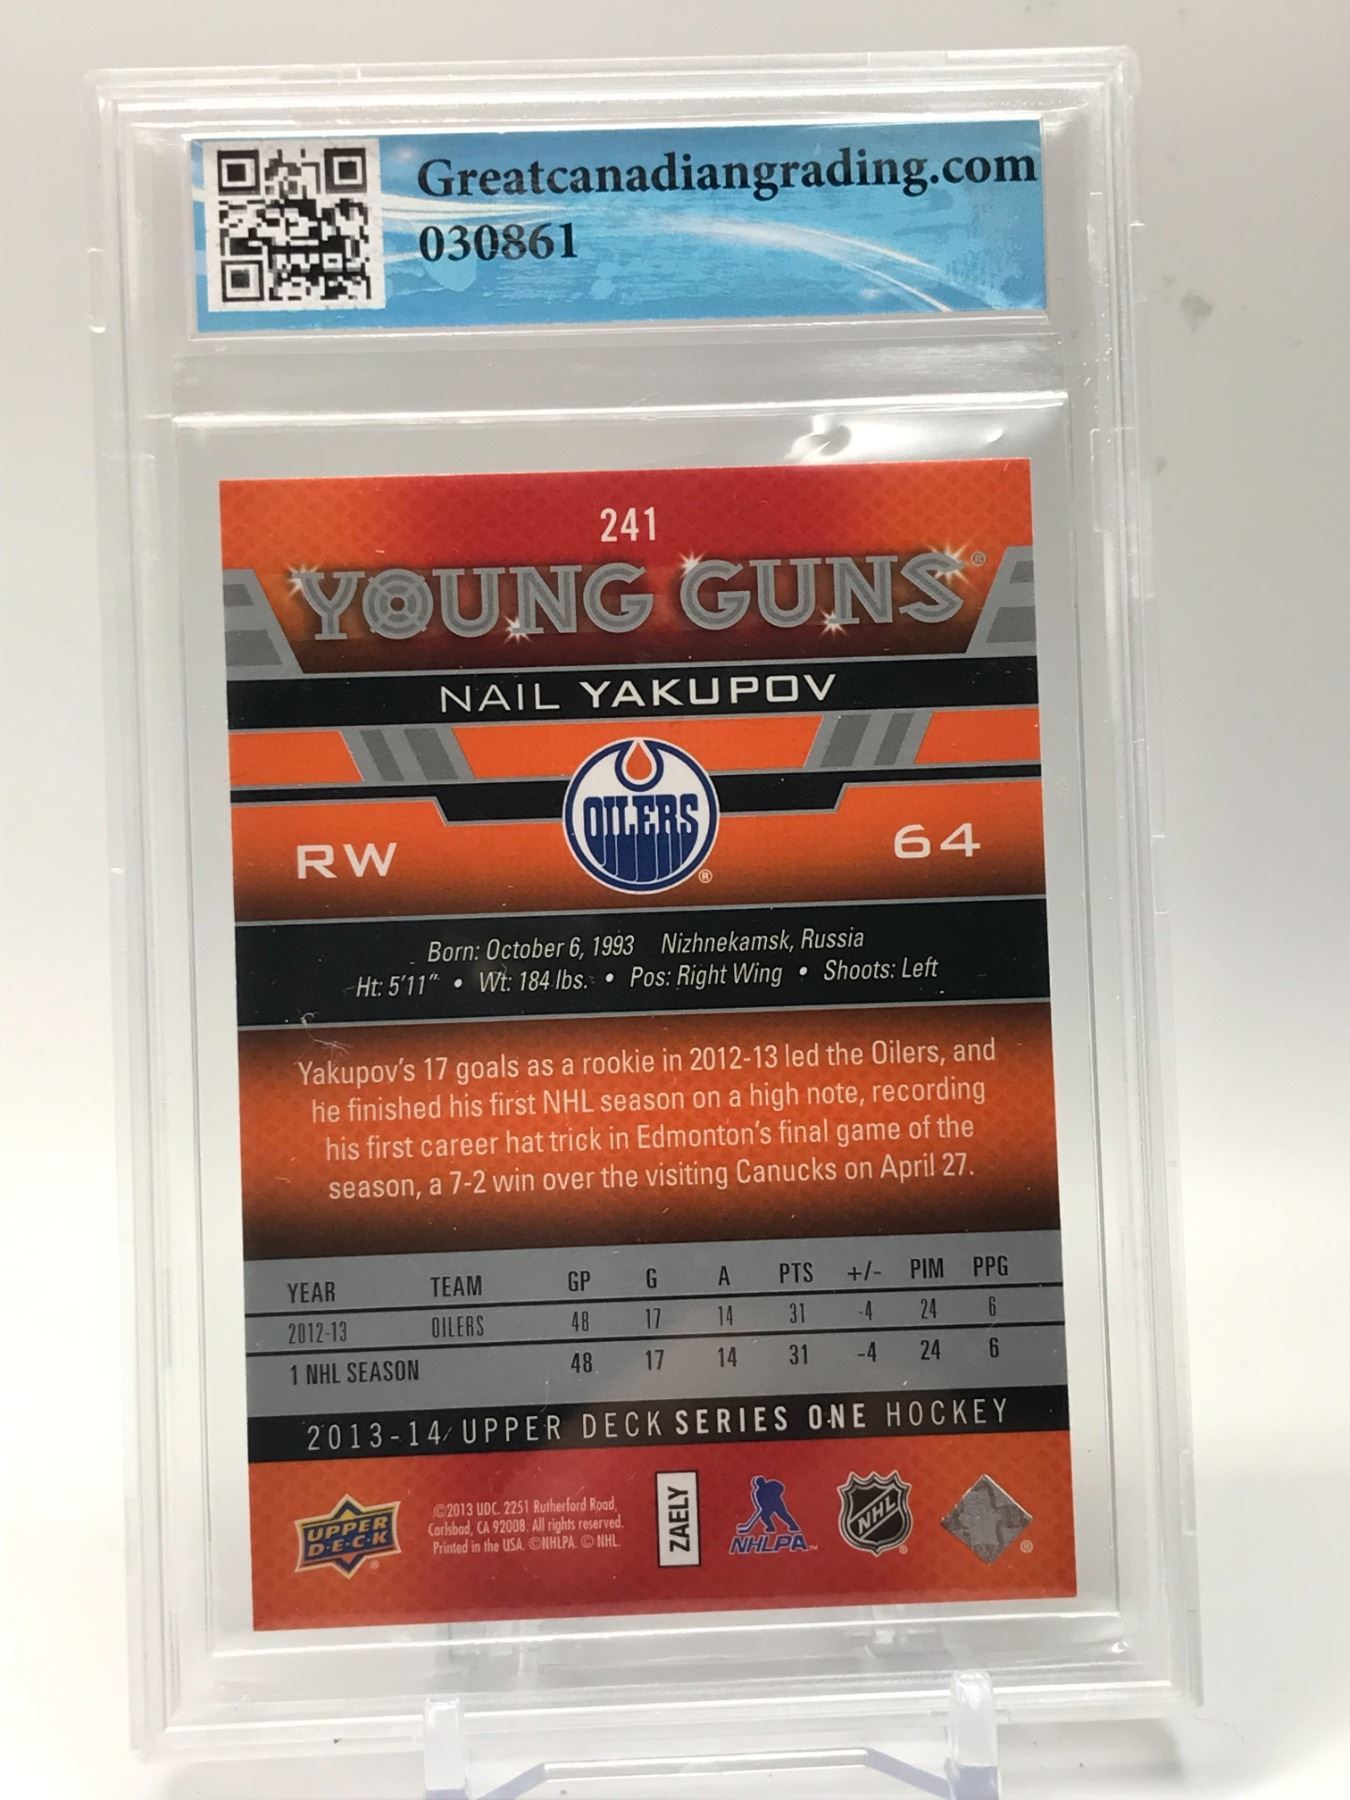 Greatcanadiangrading.com
030861
241
YOUNG GUNS®
NAIL YAKUPOV
OILERS
®
RW 64
Born: October 6, 1993 Nizhnekamsk, Russia
Ht: 5'11" • Wt: 184 lbs. • Pos: Right Wing • Shoots: Left
Yakupov's 17 goals as a rookie in 2012-13 led the Oilers, and
he finished his first NHL season on a high note, recording
his first career hat trick in Edmonton's final game of the
season, a 7-2 win over the visiting Canucks on April 27.
YEAR TEAM GP G A PTS +/- PIM PPG
2012-13 OILERS 48 17 14 31 -4 24 6
1 NHL SEASON 48 17 14 31 -4 24 6
2013-14 UPPER DECK SERIES ONE HOCKEY
UPPER
D·E·C·K
®
©2013 UDC. 2251 Rutherford Road,
Carlsbad, CA 92008. All rights reserved.
Printed in the USA. ©NHLPA. © NHL.
ZAELY
NHLPA™
NHL
®
®